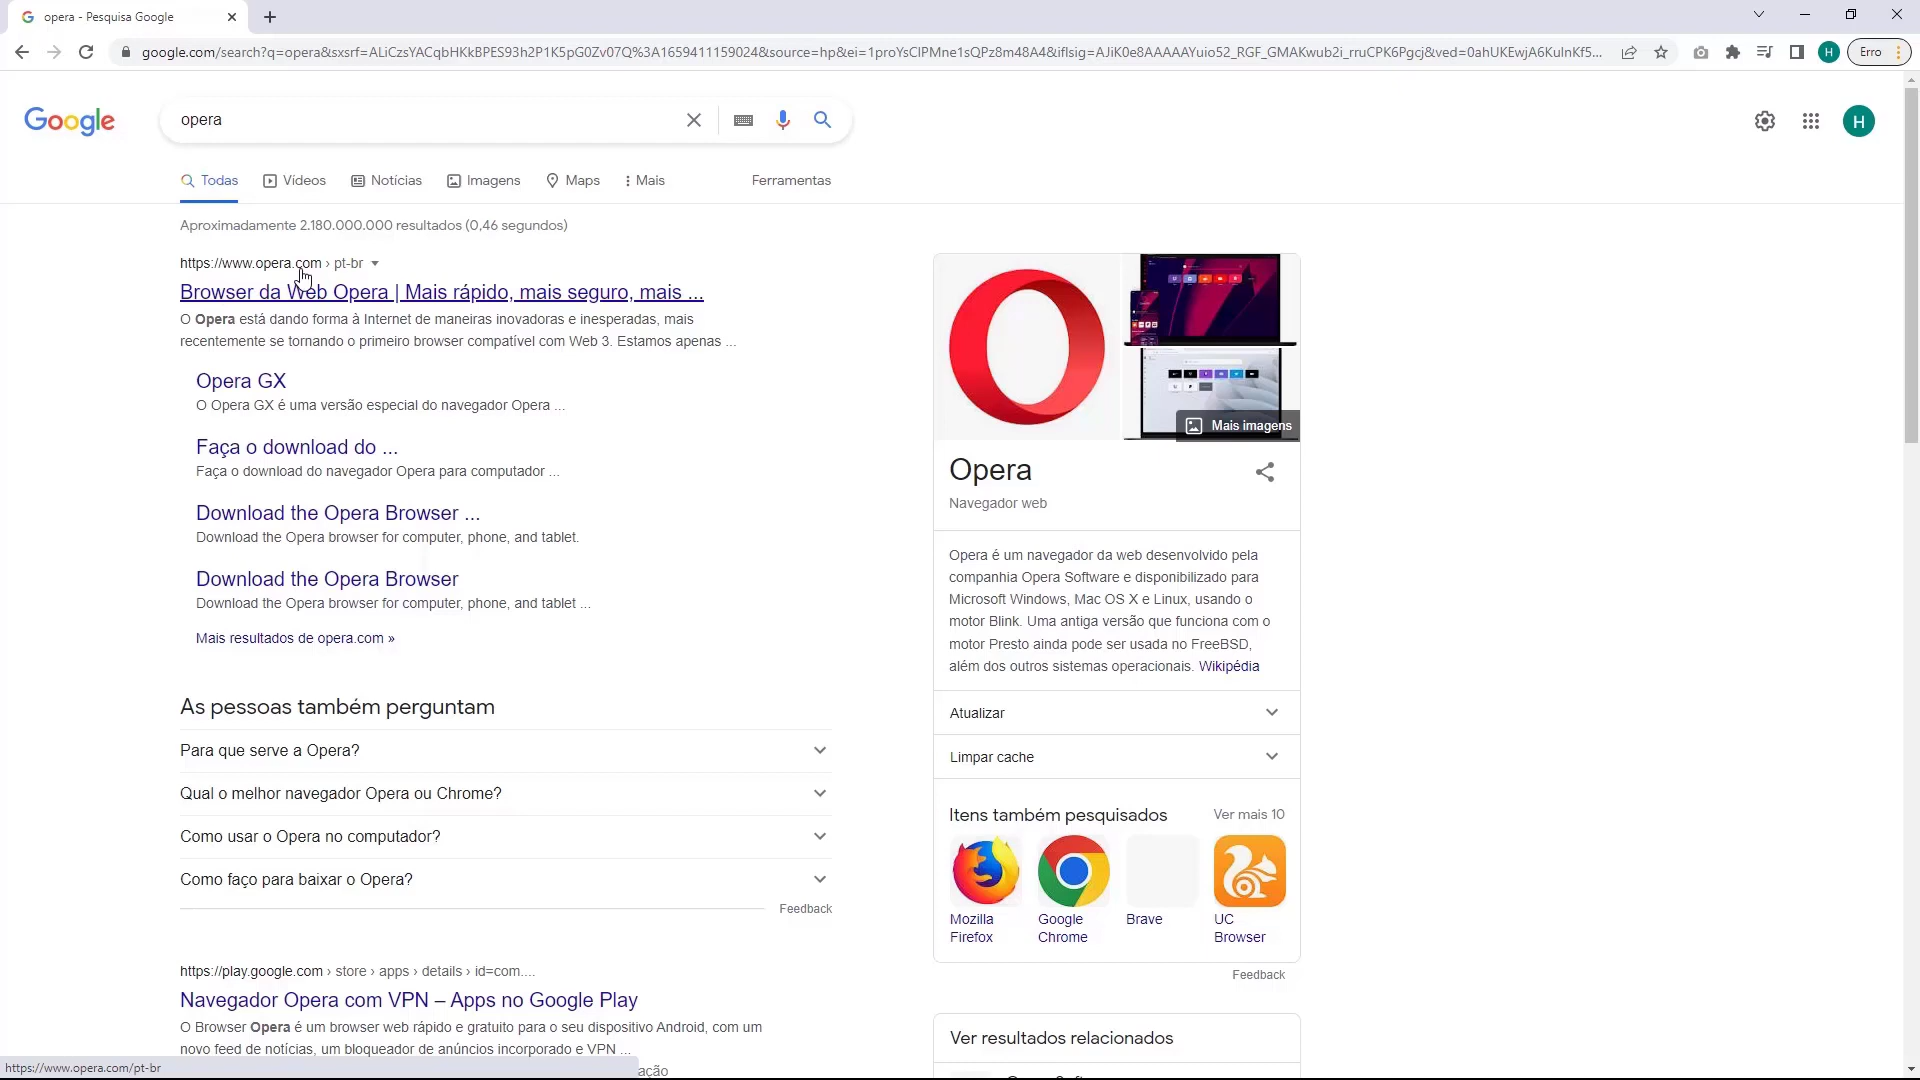 opera - Pesquisa Google
google.com/search?q=opera&sxsrf=ALiCzsYACqbHKkBPES93h2P1K5pG0Zv07Q%3A1659411159024&source=hp&ei=1proYsCIPMne1sQPz8m48A4&iflsig=AJiK0e8AAAAAYuio52_RGF_GMAKwub2i_rruCPK6Pgcj&ved=0ahUKEwjA6KulnKf5...
Erro
Google
opera
H
Todas
Vídeos
Notícias
Imagens
Maps
Mais
Ferramentas
Aproximadamente 2.180.000.000 resultados (0,46 segundos)
https://www.opera.com › pt-br
Browser da Web Opera | Mais rápido, mais seguro, mais ...
O Opera está dando forma à Internet de maneiras inovadoras e inesperadas, mais
recentemente se tornando o primeiro browser compatível com Web 3. Estamos apenas ...
Opera GX
O Opera GX é uma versão especial do navegador Opera ...
Faça o download do ...
Faça o download do navegador Opera para computador ...
Download the Opera Browser ...
Download the Opera browser for computer, phone, and tablet.
Download the Opera Browser
Download the Opera browser for computer, phone, and tablet ...
Mais resultados de opera.com »
As pessoas também perguntam
Para que serve a Opera?
Qual o melhor navegador Opera ou Chrome?
Como usar o Opera no computador?
Como faço para baixar o Opera?
Feedback
https://play.google.com › store › apps › details › id=com....
Navegador Opera com VPN – Apps no Google Play
O Browser Opera é um browser web rápido e gratuito para o seu dispositivo Android, com um
novo feed de notícias, um bloqueador de anúncios incorporado e VPN ...
ação
https://www.opera.com/pt-br
Mais imagens
Opera
Navegador web
Opera é um navegador da web desenvolvido pela
companhia Opera Software e disponibilizado para
Microsoft Windows, Mac OS X e Linux, usando o
motor Blink. Uma antiga versão que funciona com o
motor Presto ainda pode ser usada no FreeBSD,
além dos outros sistemas operacionais. Wikipédia
Atualizar
Limpar cache
Itens também pesquisados
Ver mais 10
Mozilla
Firefox
Google
Chrome
Brave
UC
Browser
Feedback
Ver resultados relacionados